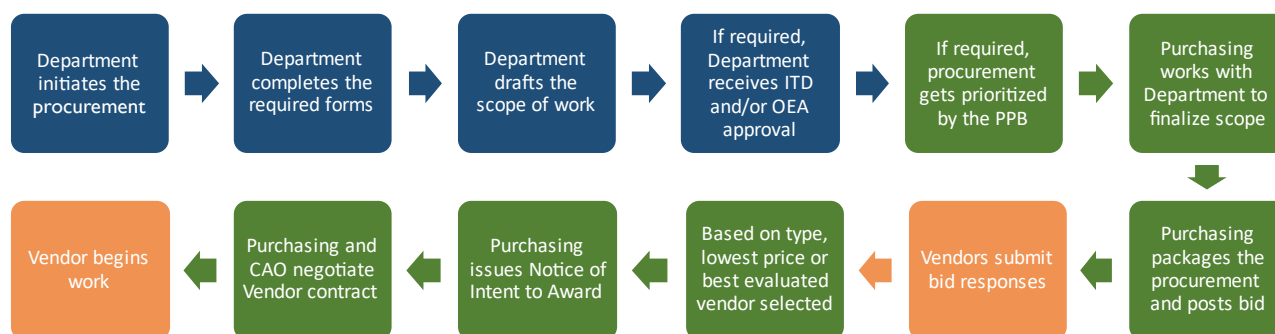 Department
initiates the
procurement
Department
completes the
required forms
Department
drafts the
scope of work
If required,
Department
receives ITD
and/or OEA
approval
If required,
procurement
gets prioritized
by the PPB
Purchasing
works with
Department to
finalize scope
Purchasing
packages the
procurement
and posts bid
Vendors submit
bid responses
Based on type,
lowest price or
best evaluated
vendor selected
Purchasing
issues Notice of
Intent to Award
Purchasing and
CAO negotiate
Vendor contract
Vendor begins
work